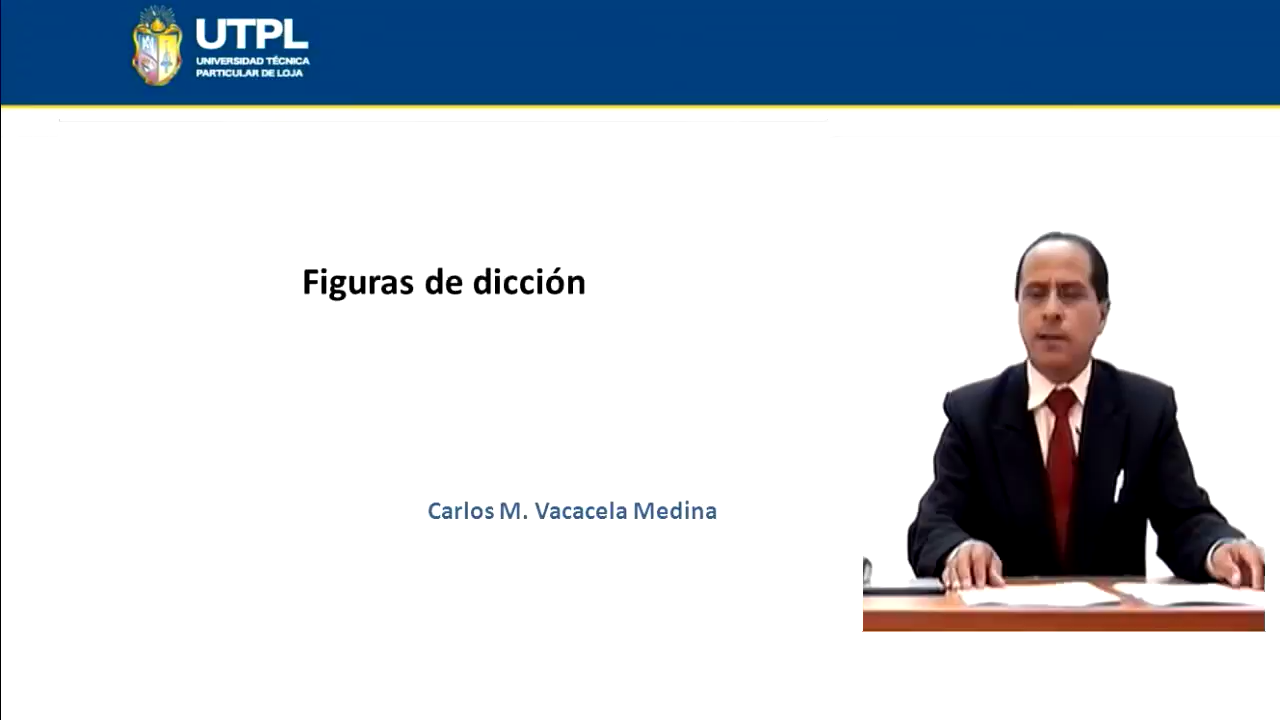 UTPL
UNIVERSIDAD TÉCNICA
PARTICULAR DE LOJA
Figuras de dicción
Carlos M. Vacacela Medina